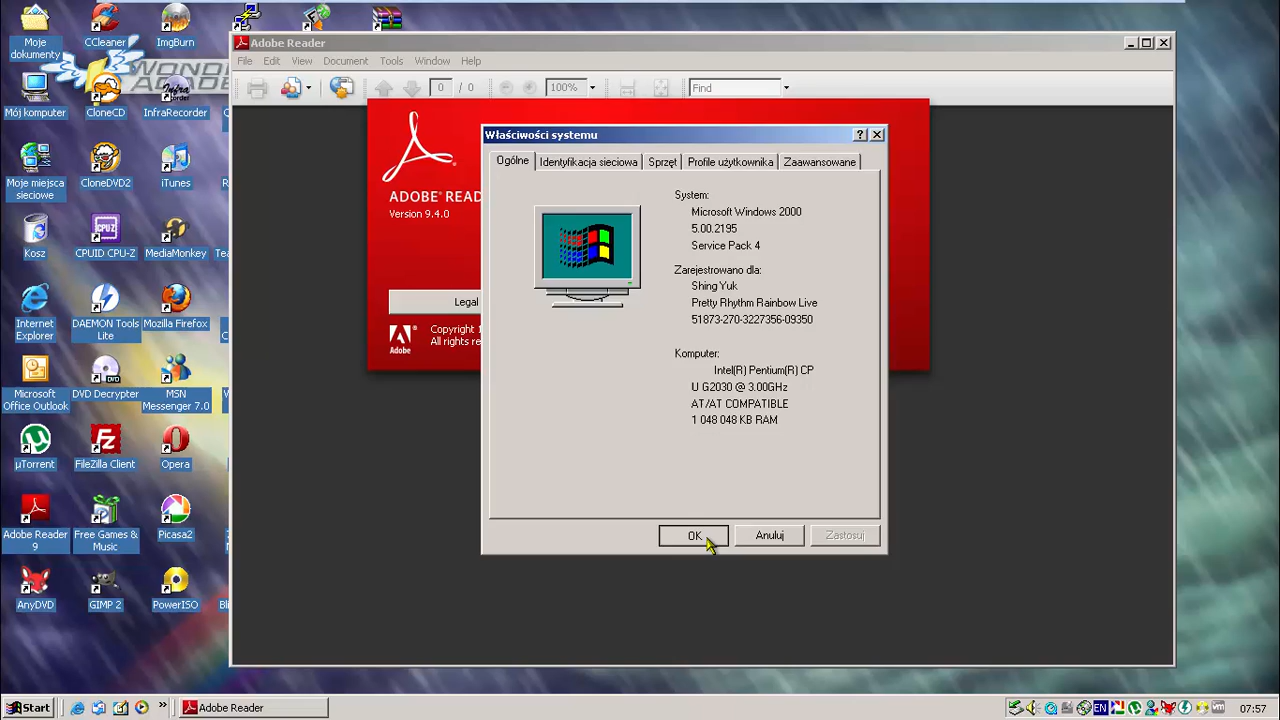 Moje dokumenty
CCleaner
ImgBurn
WONDER
ACADEMY
Mój komputer
CloneCD
InfraRecorder
Moje miejsca sieciowe
CloneDVD2
iTunes
Kosz
CPUID CPU-Z
MediaMonkey
Internet Explorer
DAEMON Tools Lite
Mozilla Firefox
Microsoft Office Outlook
DVD Decrypter
MSN Messenger 7.0
µTorrent
FileZilla Client
Opera
Adobe Reader 9
Free Games & Music
Picasa2
AnyDVD
GIMP 2
PowerISO
Adobe Reader
File Edit View Document Tools Window Help
0 / 0 100% Find
ADOBE® READ
Version 9.4.0
Legal
Adobe
Copyright 1
All rights re
Właściwości systemu
Ogólne Identyfikacja sieciowa Sprzęt Profile użytkownika Zaawansowane
System:
Microsoft Windows 2000
5.00.2195
Service Pack 4
Zarejestrowano dla:
Shing Yuk
Pretty Rhythm Rainbow Live
51873-270-3227356-09350
Komputer:
Intel(R) Pentium(R) CP
U G2030 @ 3.00GHz
AT/AT COMPATIBLE
1 048 048 KB RAM
OK Anuluj Zastosuj
Start Adobe Reader EN 07:57